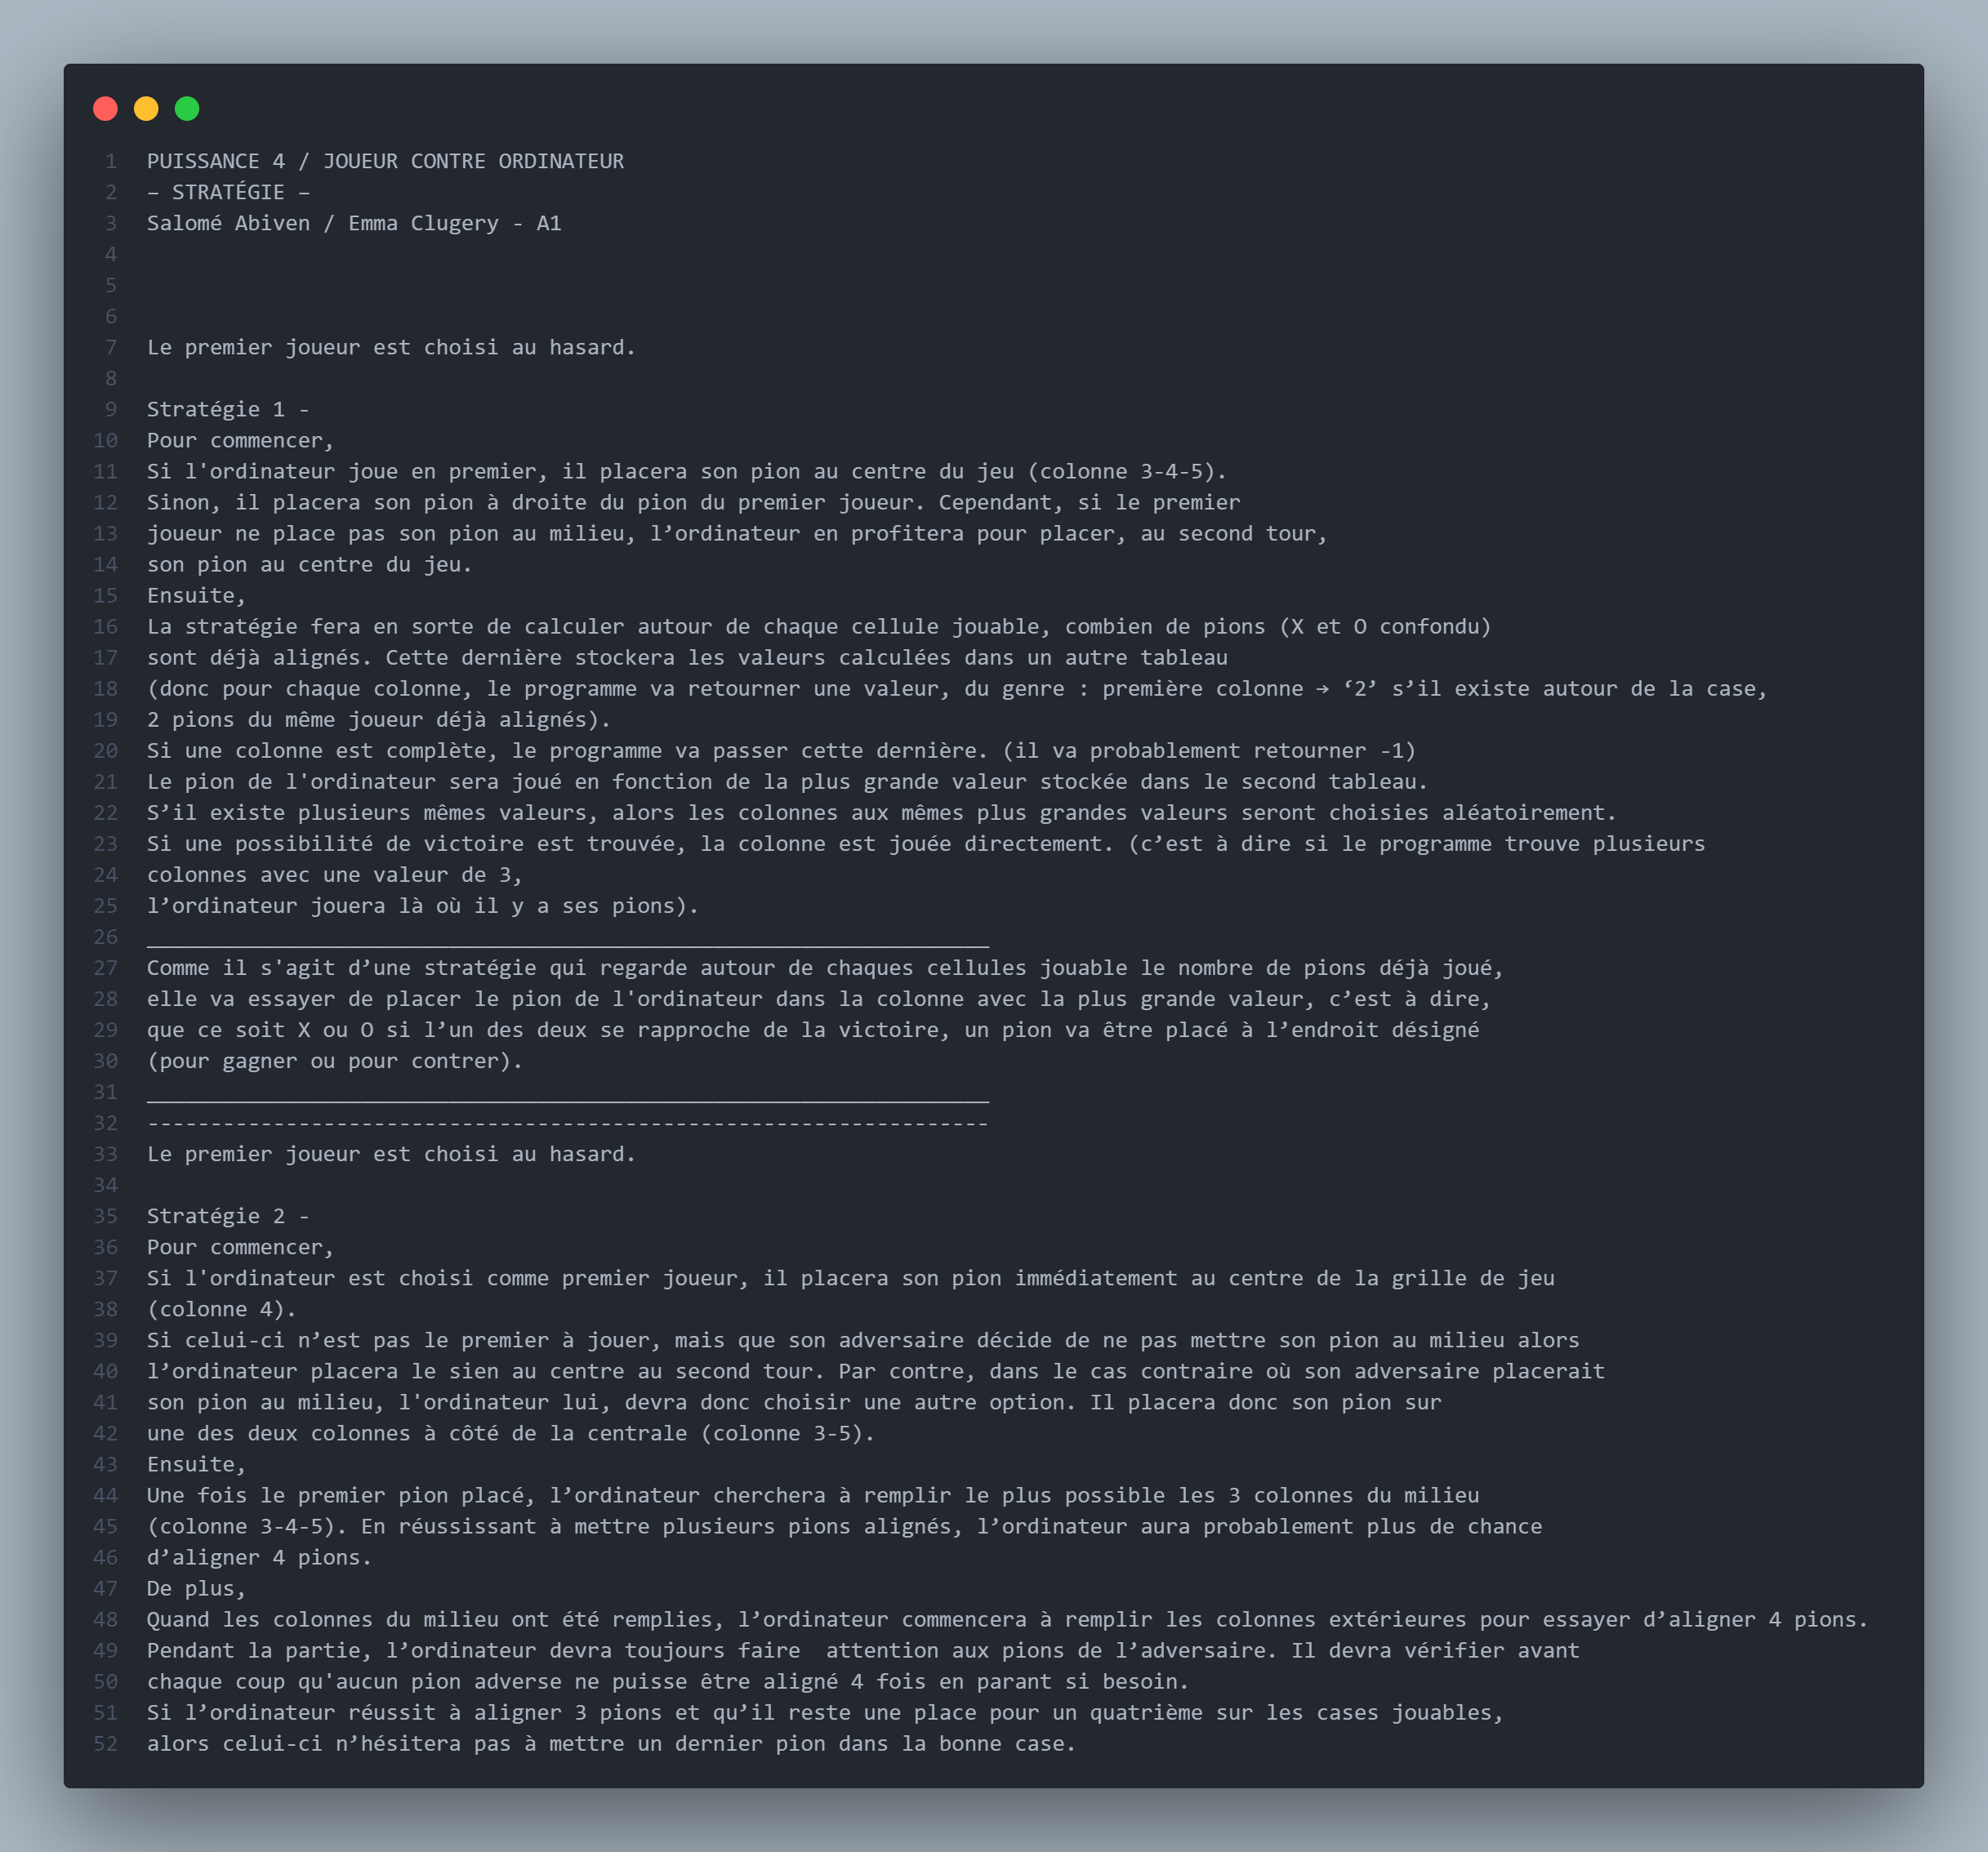 1 PUISSANCE 4 / JOUEUR CONTRE ORDINATEUR
2 – STRATÉGIE –
3 Salomé Abiven / Emma Clugery - A1
4
5
6
7 Le premier joueur est choisi au hasard.
8
9 Stratégie 1 -
10 Pour commencer,
11 Si l'ordinateur joue en premier, il placera son pion au centre du jeu (colonne 3-4-5).
12 Sinon, il placera son pion à droite du pion du premier joueur. Cependant, si le premier
13 joueur ne place pas son pion au milieu, l’ordinateur en profitera pour placer, au second tour,
14 son pion au centre du jeu.
15 Ensuite,
16 La stratégie fera en sorte de calculer autour de chaque cellule jouable, combien de pions (X et O confondu)
17 sont déjà alignés. Cette dernière stockera les valeurs calculées dans un autre tableau
18 (donc pour chaque colonne, le programme va retourner une valeur, du genre : première colonne → ‘2’ s’il existe autour de la case,
19 2 pions du même joueur déjà alignés).
20 Si une colonne est complète, le programme va passer cette dernière. (il va probablement retourner -1)
21 Le pion de l'ordinateur sera joué en fonction de la plus grande valeur stockée dans le second tableau.
22 S’il existe plusieurs mêmes valeurs, alors les colonnes aux mêmes plus grandes valeurs seront choisies aléatoirement.
23 Si une possibilité de victoire est trouvée, la colonne est jouée directement. (c’est à dire si le programme trouve plusieurs
24 colonnes avec une valeur de 3,
25 l’ordinateur jouera là où il y a ses pions).
26 ___________________________________________________________________
27 Comme il s'agit d’une stratégie qui regarde autour de chaques cellules jouable le nombre de pions déjà joué,
28 elle va essayer de placer le pion de l'ordinateur dans la colonne avec la plus grande valeur, c’est à dire,
29 que ce soit X ou O si l’un des deux se rapproche de la victoire, un pion va être placé à l’endroit désigné
30 (pour gagner ou pour contrer).
31 ___________________________________________________________________
32 -------------------------------------------------------------------
33 Le premier joueur est choisi au hasard.
34
35 Stratégie 2 -
36 Pour commencer,
37 Si l'ordinateur est choisi comme premier joueur, il placera son pion immédiatement au centre de la grille de jeu
38 (colonne 4).
39 Si celui-ci n’est pas le premier à jouer, mais que son adversaire décide de ne pas mettre son pion au milieu alors
40 l’ordinateur placera le sien au centre au second tour. Par contre, dans le cas contraire où son adversaire placerait
41 son pion au milieu, l'ordinateur lui, devra donc choisir une autre option. Il placera donc son pion sur
42 une des deux colonnes à côté de la centrale (colonne 3-5).
43 Ensuite,
44 Une fois le premier pion placé, l’ordinateur cherchera à remplir le plus possible les 3 colonnes du milieu
45 (colonne 3-4-5). En réussissant à mettre plusieurs pions alignés, l’ordinateur aura probablement plus de chance
46 d’aligner 4 pions.
47 De plus,
48 Quand les colonnes du milieu ont été remplies, l’ordinateur commencera à remplir les colonnes extérieures pour essayer d’aligner 4 pions.
49 Pendant la partie, l’ordinateur devra toujours faire  attention aux pions de l’adversaire. Il devra vérifier avant
50 chaque coup qu'aucun pion adverse ne puisse être aligné 4 fois en parant si besoin.
51 Si l’ordinateur réussit à aligner 3 pions et qu’il reste une place pour un quatrième sur les cases jouables,
52 alors celui-ci n’hésitera pas à mettre un dernier pion dans la bonne case.